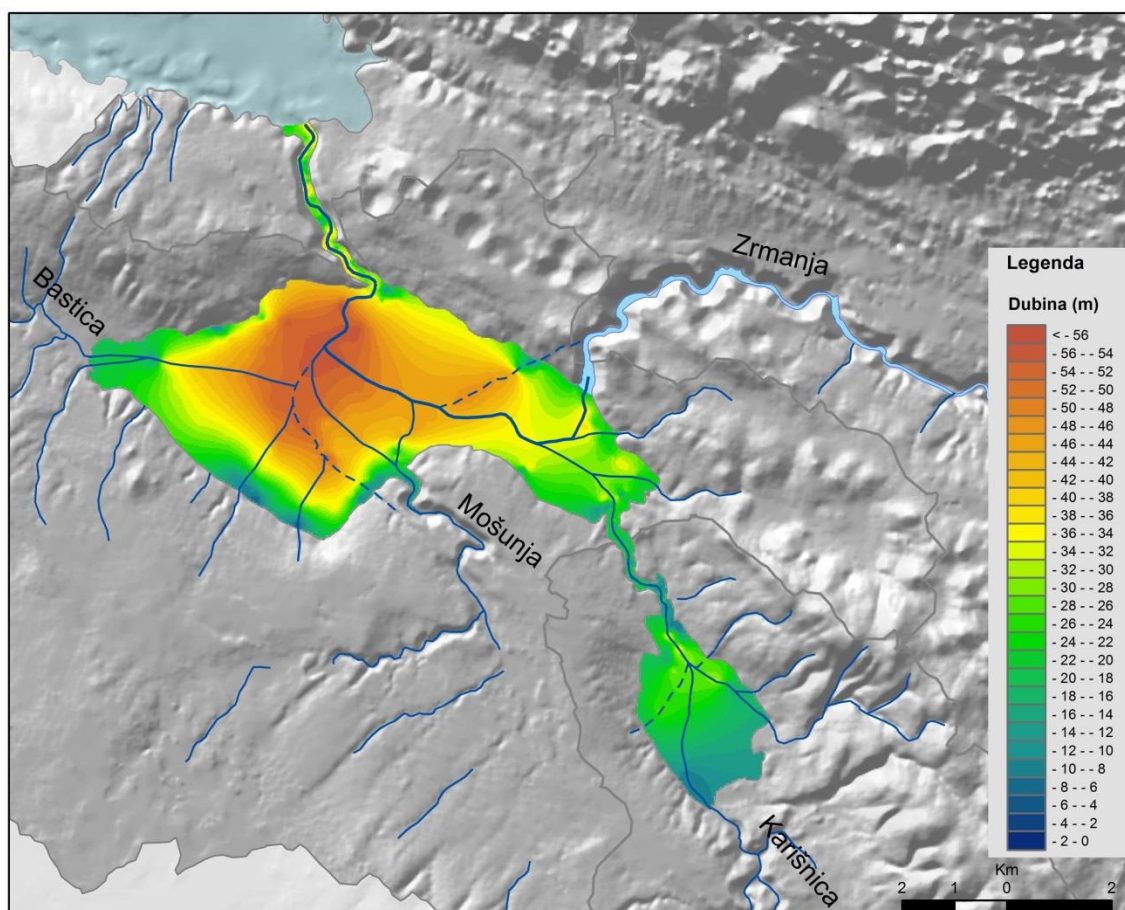 Zrmanja
Bastica
Mošunja
Karišnica
Legenda
Dubina (m)
< - 56
- 56 - - 54
- 54 - - 52
- 52 - - 50
- 50 - - 48
- 48 - - 46
- 46 - - 44
- 44 - - 42
- 42 - - 40
- 40 - - 38
- 38 - - 36
- 36 - - 34
- 34 - - 32
- 32 - - 30
- 30 - - 28
- 28 - - 26
- 26 - - 24
- 24 - - 22
- 22 - - 20
- 20 - - 18
- 18 - - 16
- 16 - - 14
- 14 - - 12
- 12 - - 10
- 10 - - 8
- 8 - - 6
- 6 - - 4
- 4 - - 2
- 2 - 0
Km
2 1 0 2